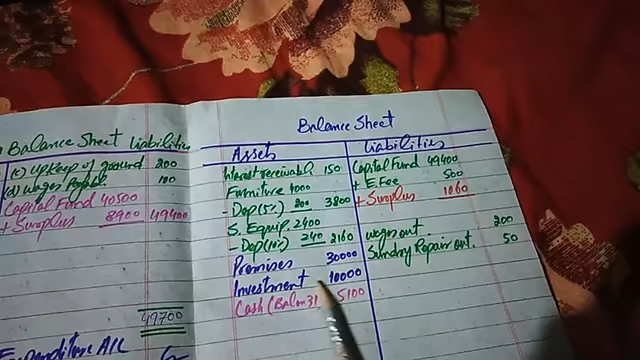 Balance Sheet Liabilities
(c) upkeep of ground 200
(d) wages Payable 100
Capital Fund 40500
+ Surplus 8900 49400
49700
Expenditure A/C
Balance Sheet
Assets
Interest receivable 150
Furniture 4000
- Dep (5%) 200 3800
S. Equip. 2400
- Dep (10%) 240 2160
Premises 30000
Investment 10000
Cash (Bal 5100
Liabilities
Capital Fund 49400
+ E. Fee 500
+ Surplus 1060
wages out 200
Sundry Repair out. 50